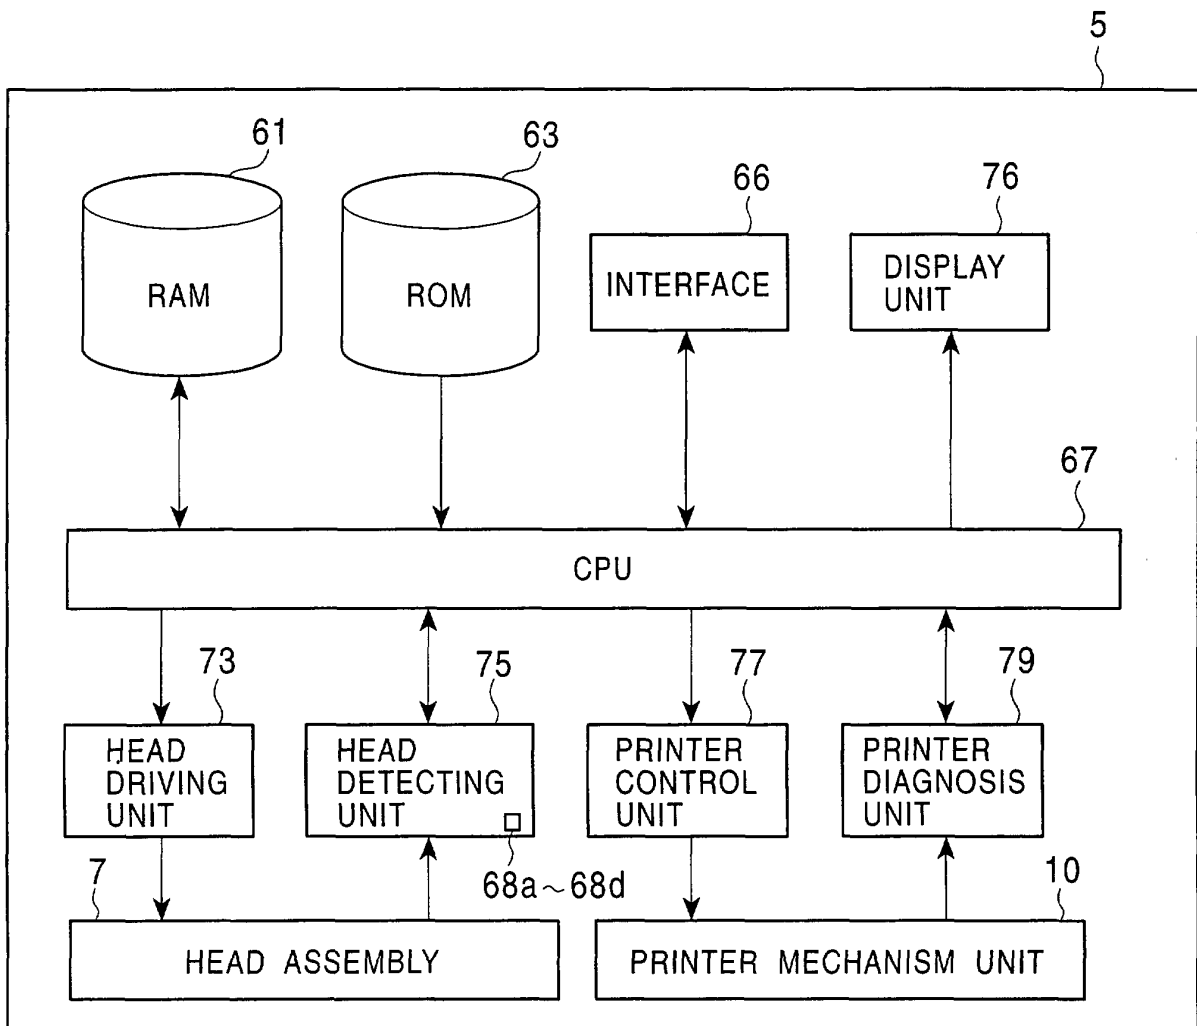 5
61
63
66
76
RAM
ROM
INTERFACE
DISPLAY
UNIT
67
CPU
73
75
77
79
HEAD
DRIVING
UNIT
HEAD
DETECTING
UNIT
PRINTER
CONTROL
UNIT
PRINTER
DIAGNOSIS
UNIT
7
68a~68d
10
HEAD ASSEMBLY
PRINTER MECHANISM UNIT